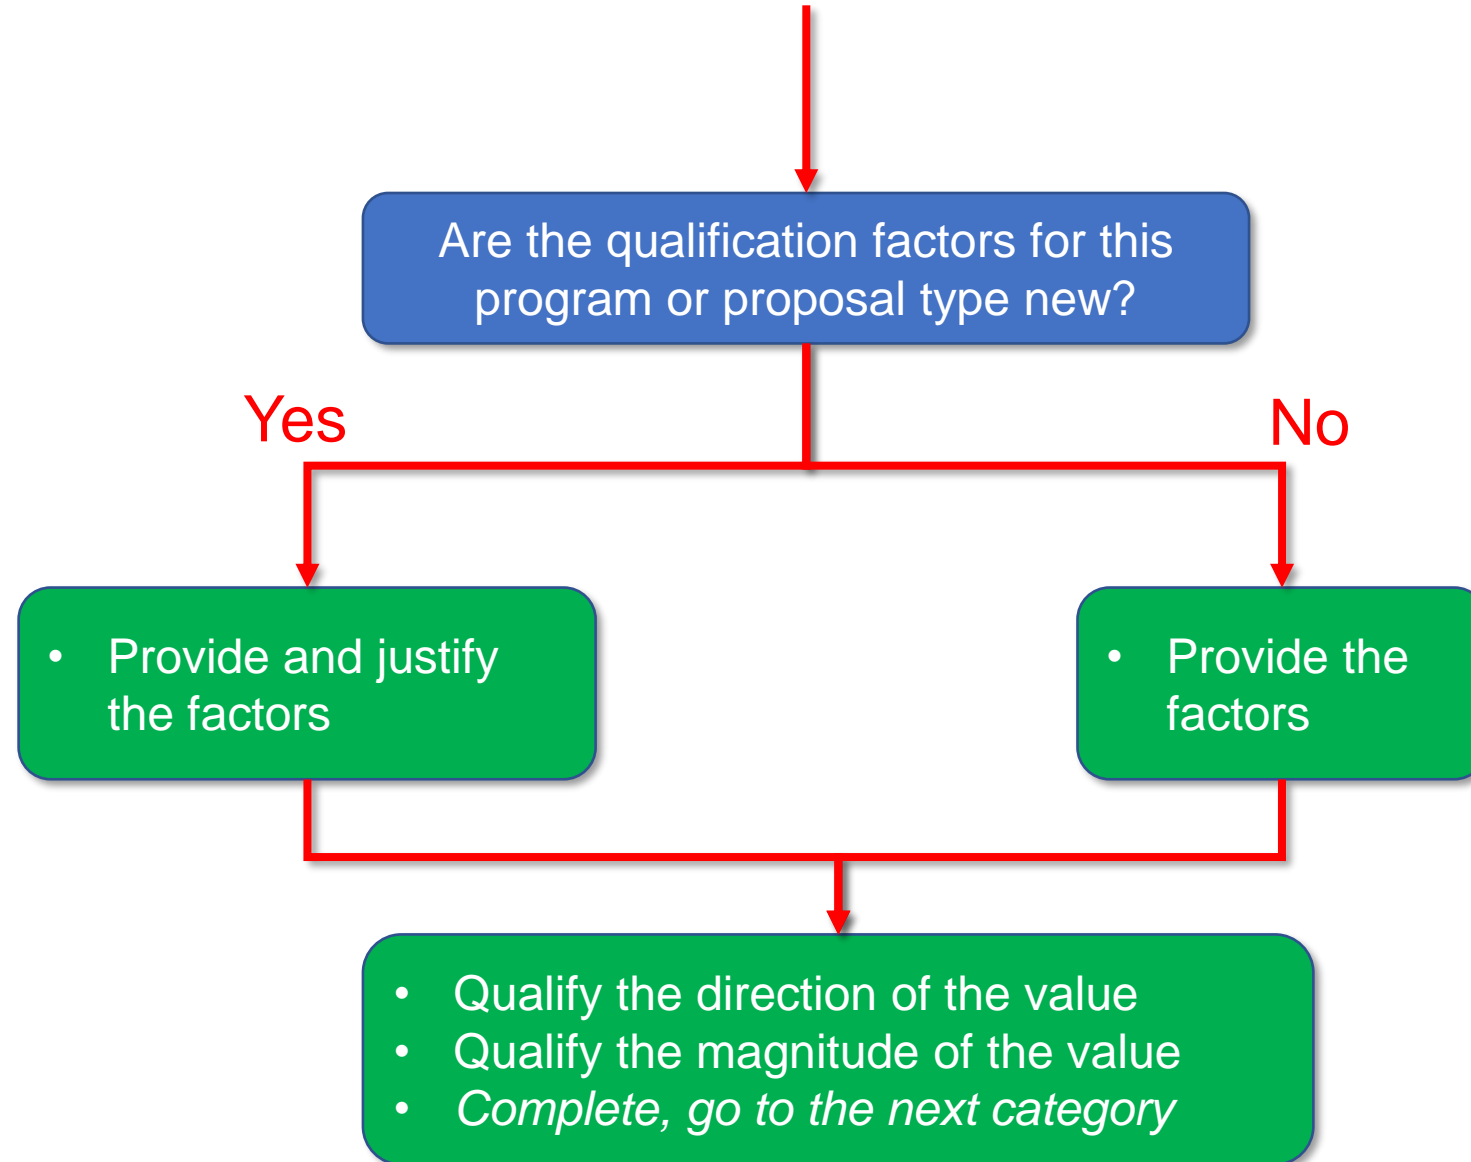 Are the qualification factors for this
program or proposal type new?
Yes
No
• Provide and justify
the factors
• Provide the
factors
• Qualify the direction of the value
• Qualify the magnitude of the value
• Complete, go to the next category